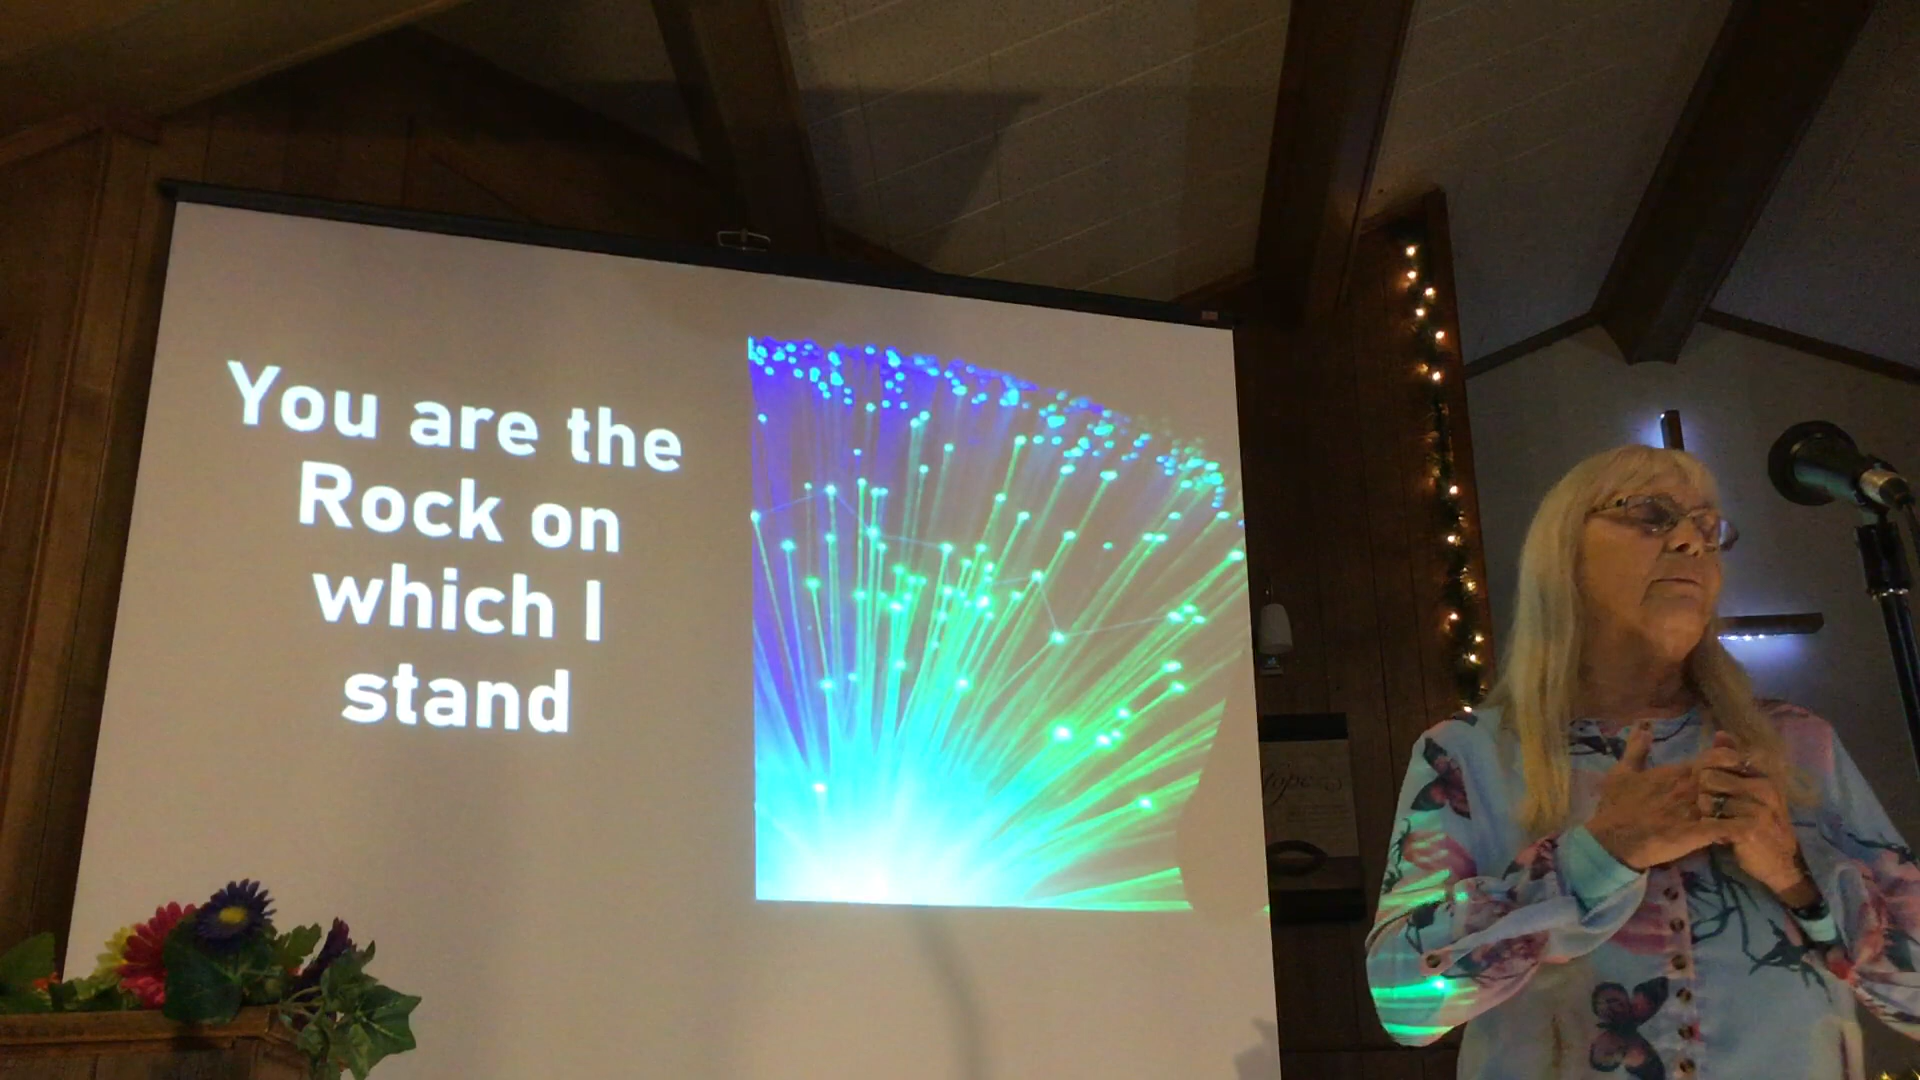 You are the
Rock on
which I
stand